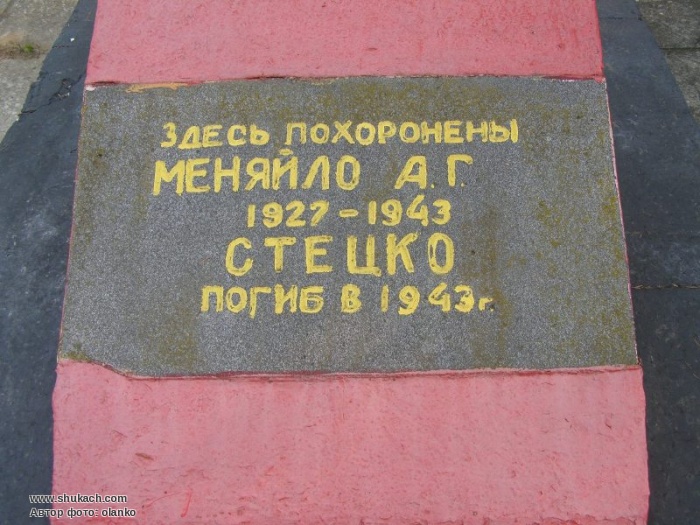 ЗДЕСЬ ПОХОРОНЕНЫ
МЕНЯЙЛО А.Г.
1927-1943
СТЕЦКО
ПОГИБ В 1943г.
www.shukach.com
Автор фото: olanko